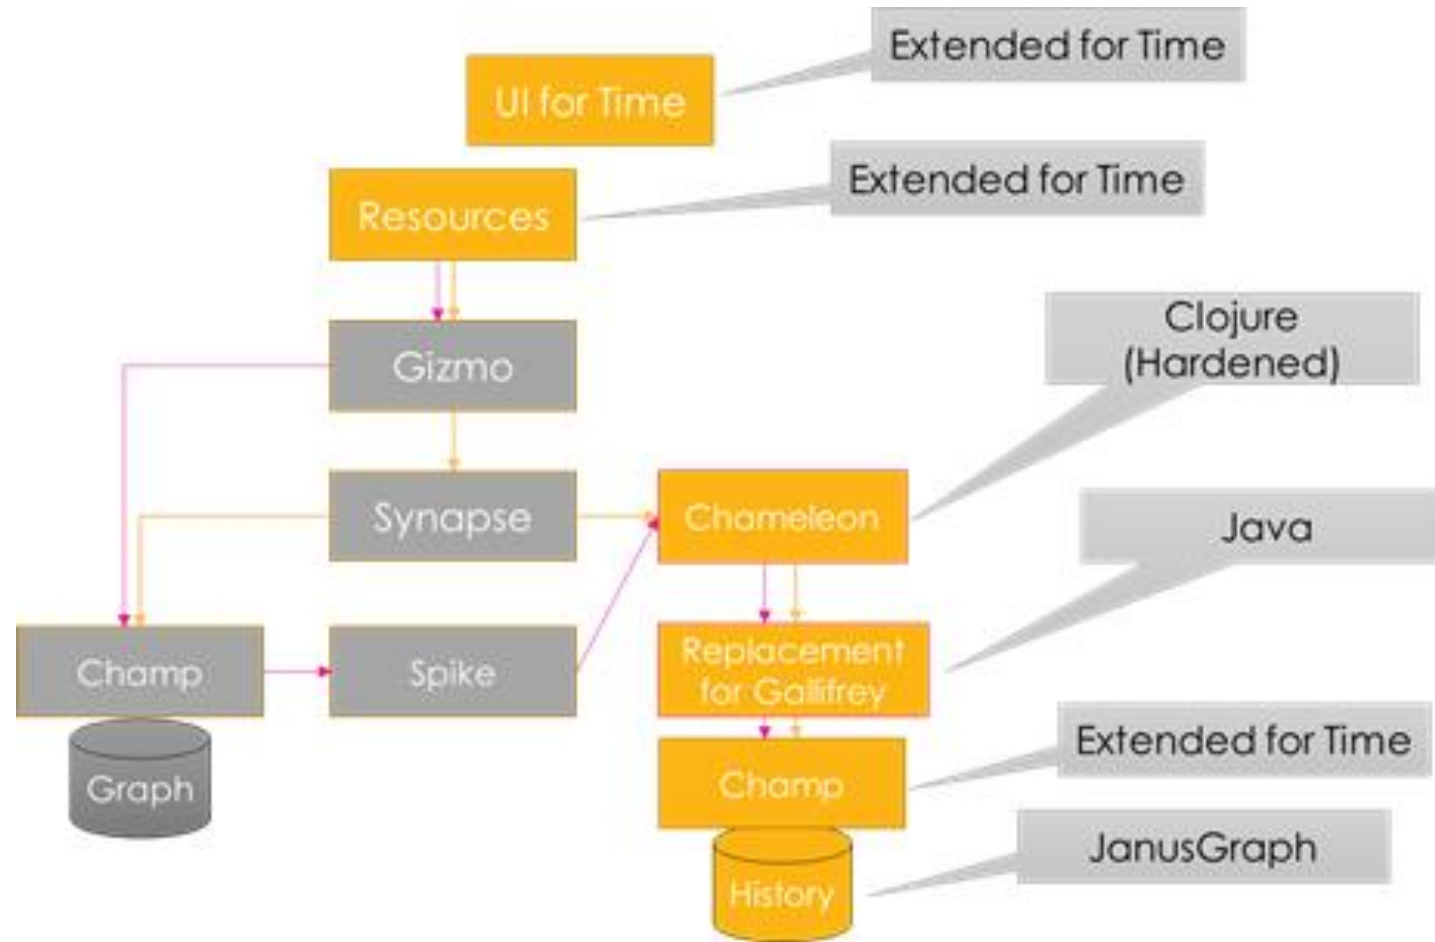 Extended for Time
UI for Time
Extended for Time
Resources
Clojure
(Hardened)
Gizmo
Synapse
Chameleon
Java
Replacement
for Gallifrey
Champ
Spike
Extended for Time
Champ
Graph
JanusGraph
History